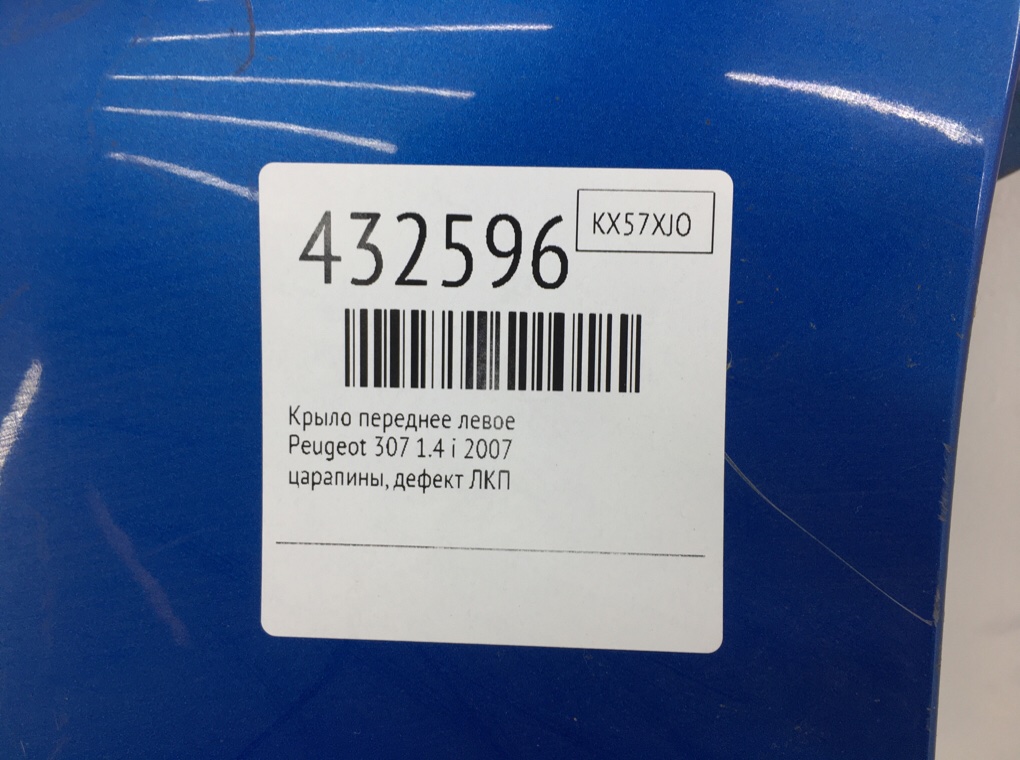 432596
KX57XJO
Крыло переднее левое
Peugeot 307 1.4 i 2007
царапины, дефект ЛКП